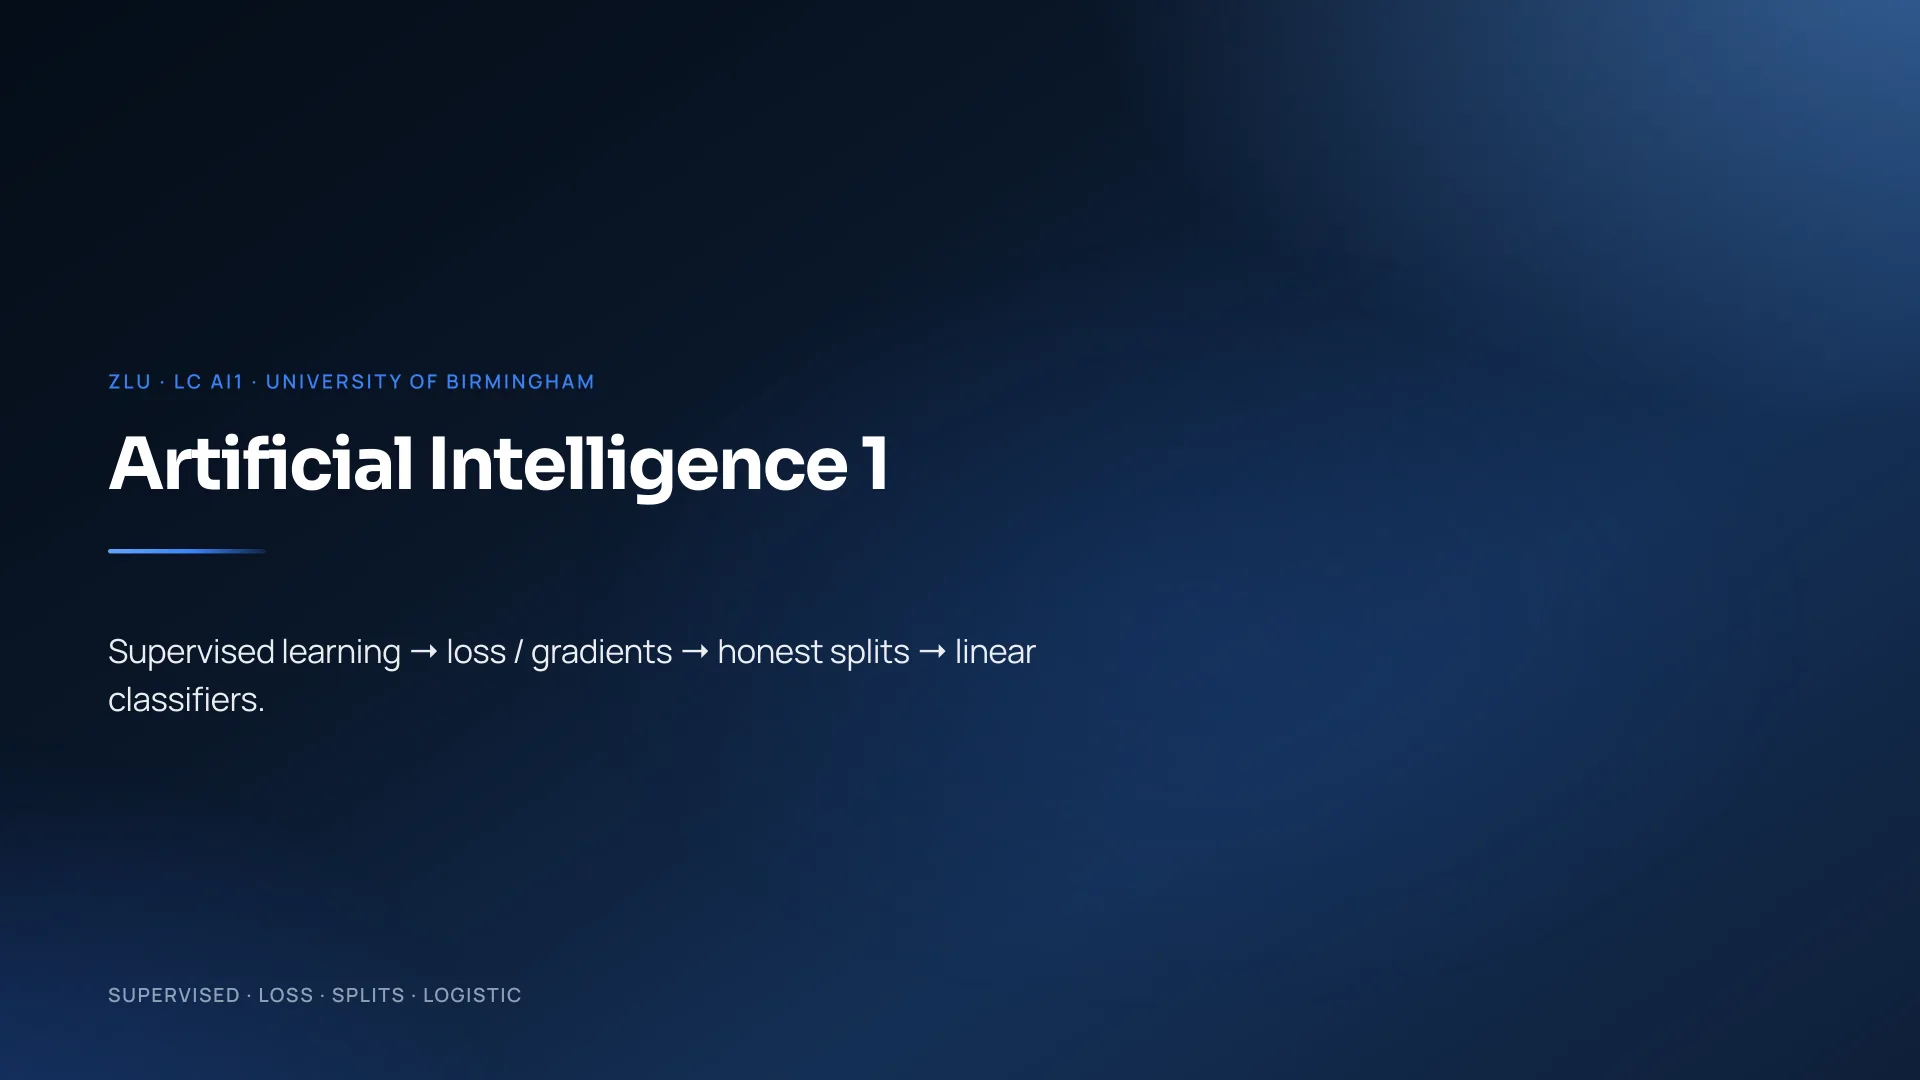 ZLU · LC AI1 · UNIVERSITY OF BIRMINGHAM
Artificial Intelligence 1
Supervised learning → loss / gradients → honest splits → linear
classifiers.
SUPERVISED · LOSS · SPLITS · LOGISTIC